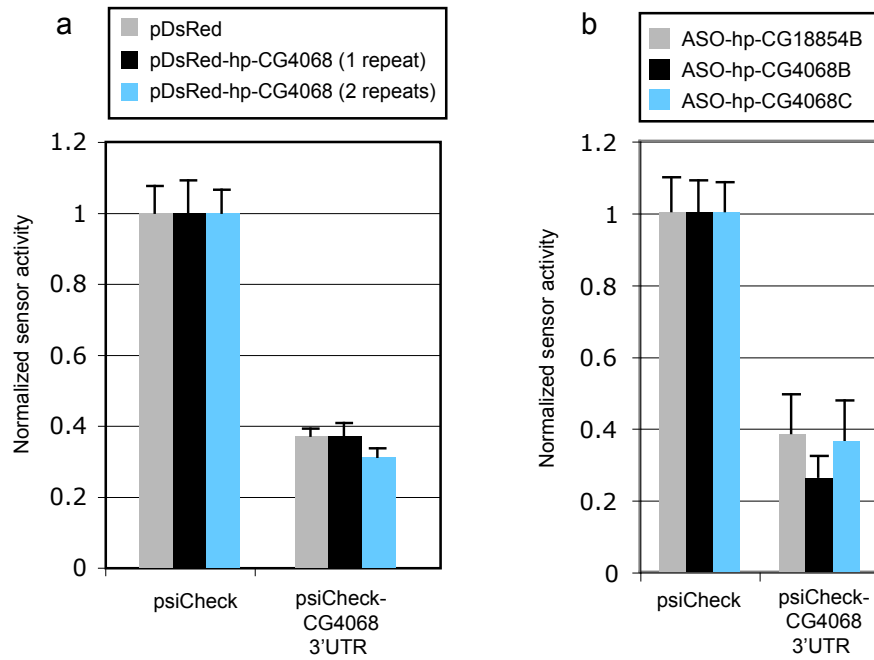 a
pDsRed
pDsRed-hp-CG4068 (1 repeat)
pDsRed-hp-CG4068 (2 repeats)
Normalized sensor activity
1.2
1
0.8
0.6
0.4
0.2
0
psiCheck
psiCheck-
CG4068
3'UTR
b
ASO-hp-CG18854B
ASO-hp-CG4068B
ASO-hp-CG4068C
Normalized sensor activity
1.2
1
0.8
0.6
0.4
0.2
0
psiCheck
psiCheck-
CG4068
3'UTR